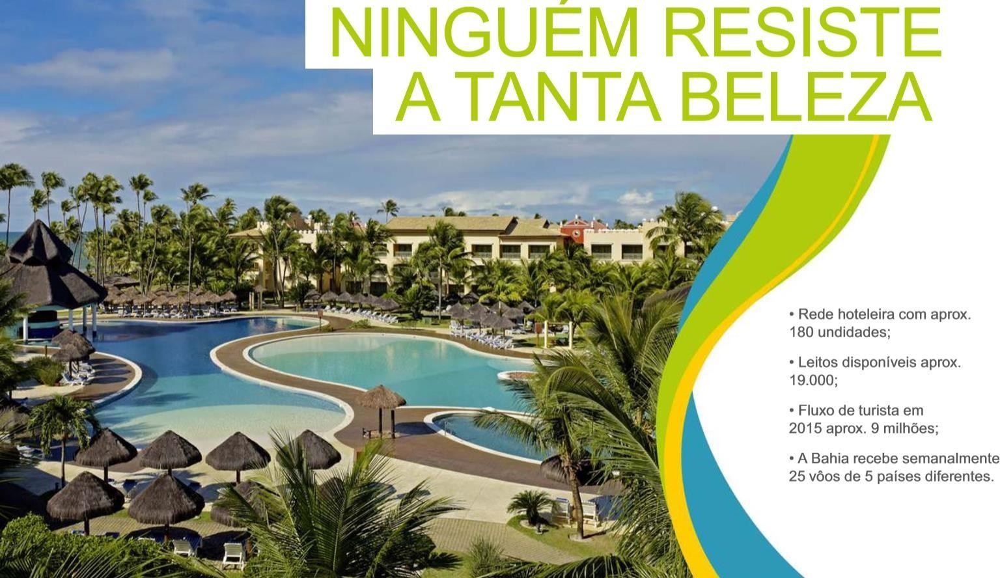 NINGUÉM RESISTE
A TANTA BELEZA
• Rede hoteleira com aprox.
180 undidades;
• Leitos disponíveis aprox.
19.000;
• Fluxo de turista em
2015 aprox. 9 milhões;
• A Bahia recebe semanalmente
25 vôos de 5 países diferentes.